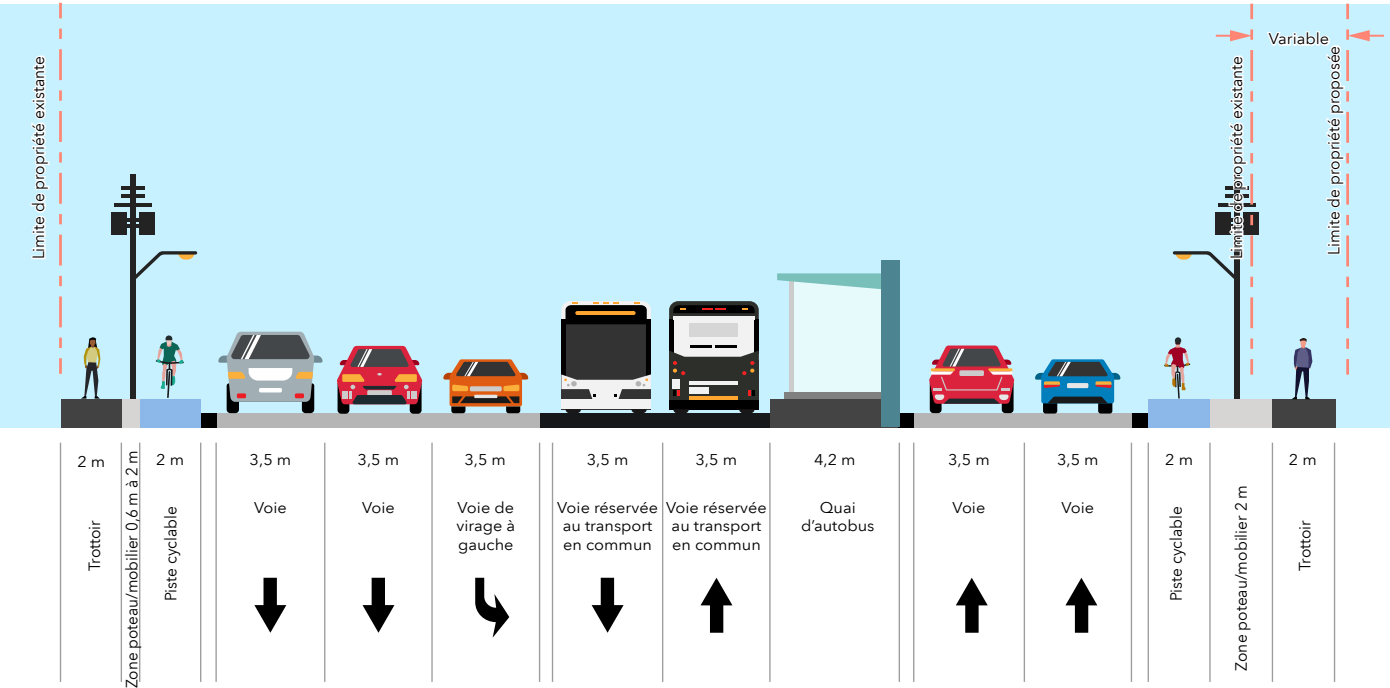 Variable
Limite de propriété existante
Limite de propriété existante
Limite de propriété proposée
2 m
Trottoir
Zone poteau/mobilier 0,6 m à 2 m
2 m
Piste cyclable
3,5 m
Voie
3,5 m
Voie
3,5 m
Voie de
virage à
gauche
3,5 m
Voie réservée
au transport
en commun
3,5 m
Voie réservée
au transport
en commun
4,2 m
Quai
d'autobus
3,5 m
Voie
3,5 m
Voie
2 m
Piste cyclable
Zone poteau/mobilier 2 m
2 m
Trottoir